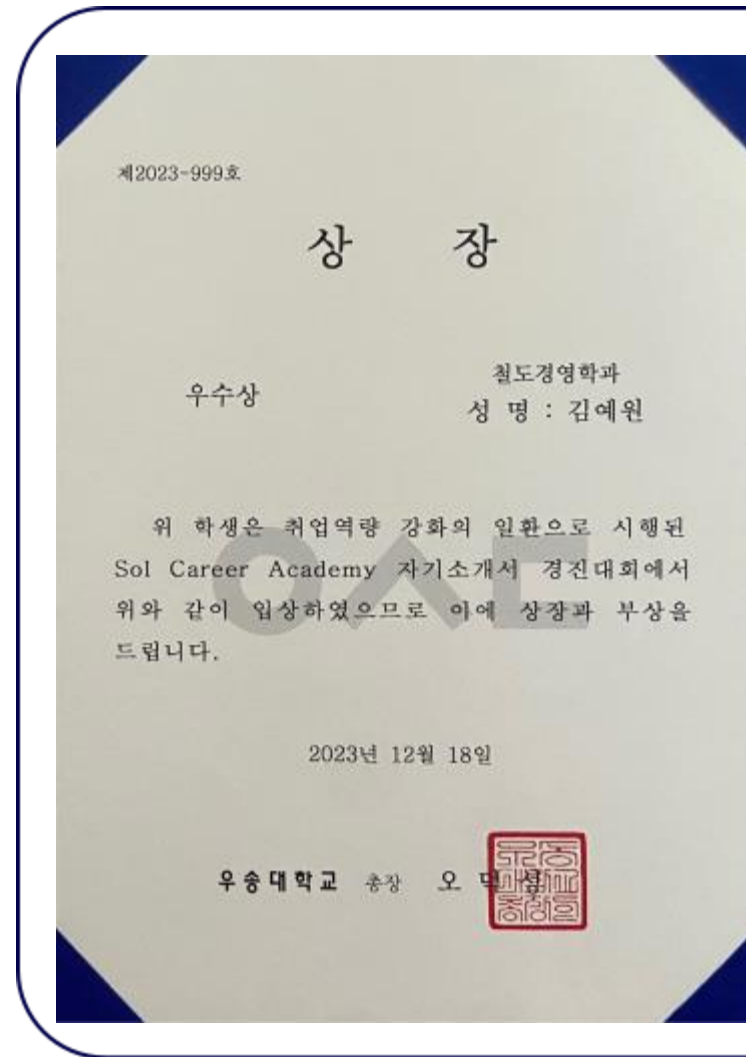 제2023-999호
상 장
우수상
철도경영학과
성 명 : 김예원
위 학생은 취업역량 강화의 일환으로 시행된
Sol Career Academy 자기소개서 경진대회에서
위와 같이 입상하였으므로 이에 상장과 부상을
드립니다.
2023년 12월 18일
우송대학교 총장 오덕성